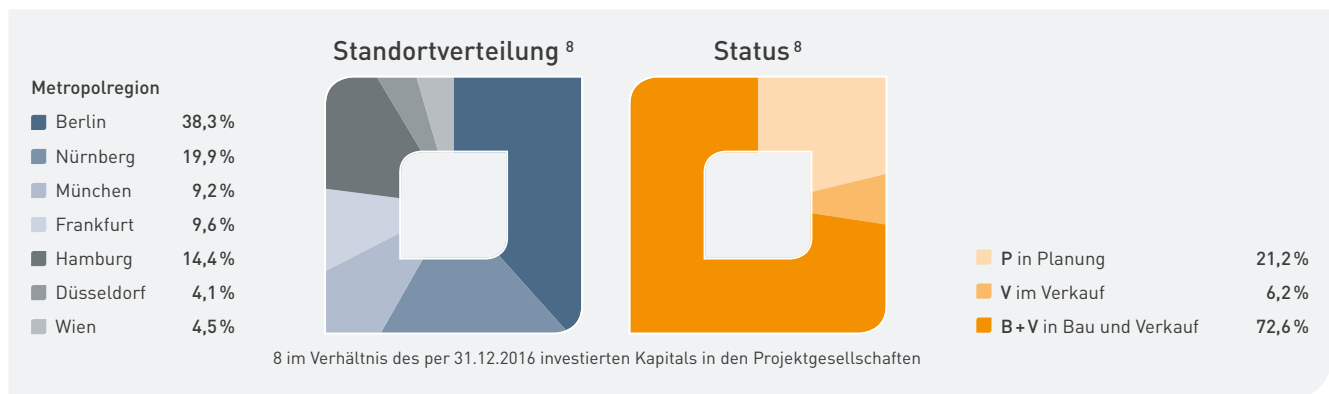 Standortverteilung 8
Status 8
Metropolregion
Berlin 38,3 %
Nürnberg 19,9 %
München 9,2 %
Frankfurt 9,6 %
Hamburg 14,4 %
Düsseldorf 4,1 %
Wien 4,5 %
P in Planung 21,2 %
V im Verkauf 6,2 %
B + V in Bau und Verkauf 72,6 %
8 im Verhältnis des per 31.12.2016 investierten Kapitals in den Projektgesellschaften